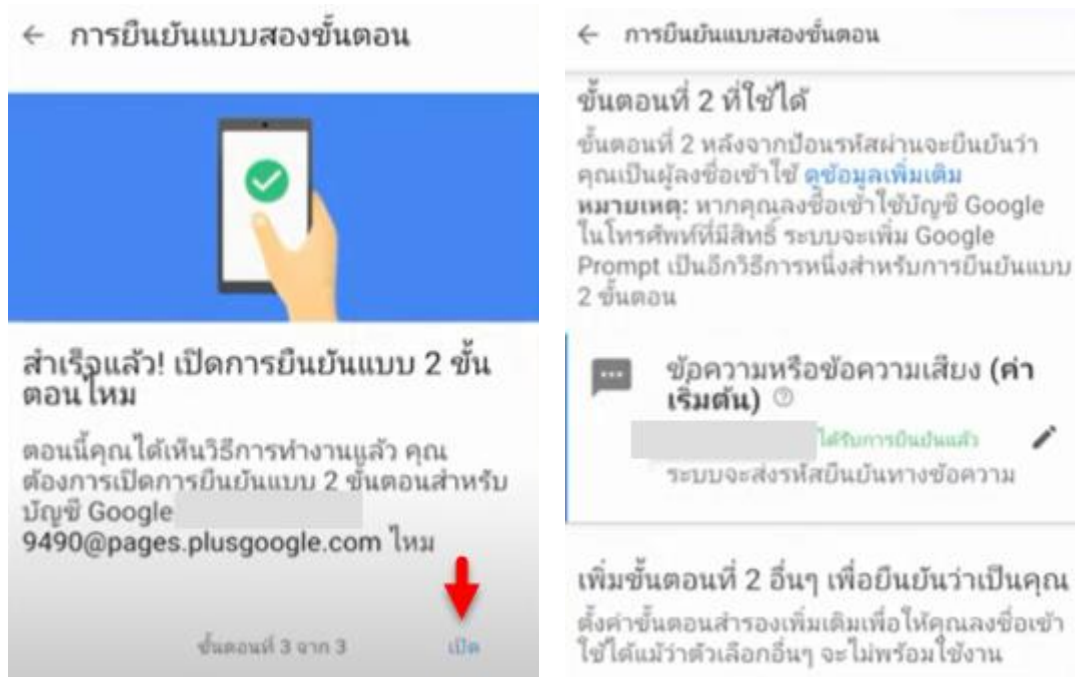 การยืนยันแบบสองขั้นตอน
สำเร็จแล้ว! เปิดการยืนยันแบบ 2 ขั้น
ตอนไหม
ตอนนี้คุณได้เห็นวิธีการทำงานแล้ว คุณ
ต้องการเปิดการยืนยันแบบ 2 ขั้นตอนสำหรับ
บัญชี Google
9490@pages.plusgoogle.com ไหม
ขั้นตอนที่ 3 จาก 3
เปิด
การยืนยันแบบสองขั้นตอน
ขั้นตอนที่ 2 ที่ใช้ได้
ขั้นตอนที่ 2 หลังจากป้อนรหัสผ่านจะยืนยันว่า
คุณเป็นผู้ลงชื่อเข้าใช้ ดูข้อมูลเพิ่มเติม
หมายเหตุ: หากคุณลงชื่อเข้าใช้บัญชี Google
ในโทรศัพท์ที่มีสิทธิ์ ระบบจะเพิ่ม Google
Prompt เป็นอีกวิธีการหนึ่งสำหรับการยืนยันแบบ
2 ขั้นตอน
ข้อความหรือข้อความเสียง (ค่า
เริ่มต้น)
ได้รับการยืนยันแล้ว
ระบบจะส่งรหัสยืนยันทางข้อความ
เพิ่มขั้นตอนที่ 2 อื่นๆ เพื่อยืนยันว่าเป็นคุณ
ตั้งค่าขั้นตอนสำรองเพิ่มเติมเพื่อให้คุณลงชื่อเข้า
ใช้ได้แม้ว่าตัวเลือกอื่นๆ จะไม่พร้อมใช้งาน